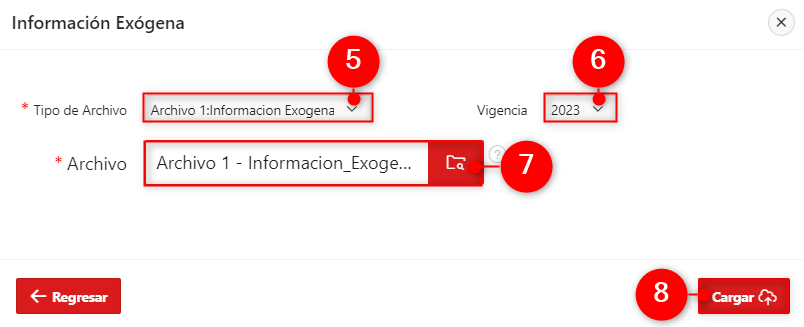 Información Exógena
5
6
* Tipo de Archivo
Archivo 1:Informacion Exogena
Vigencia
2023
* Archivo
Archivo 1 - Informacion_Exoge...
?
7
Regresar
8
Cargar